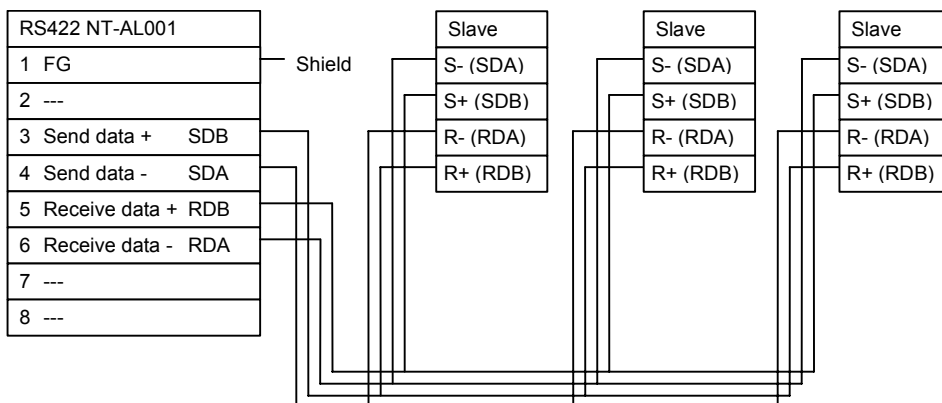 RS422 NT-AL001
1 FG
Shield
2 ---
3 Send data + SDB
4 Send data - SDA
5 Receive data + RDB
6 Receive data - RDA
7 ---
8 ---
Slave
S- (SDA)
S+ (SDB)
R- (RDA)
R+ (RDB)
Slave
S- (SDA)
S+ (SDB)
R- (RDA)
R+ (RDB)
Slave
S- (SDA)
S+ (SDB)
R- (RDA)
R+ (RDB)